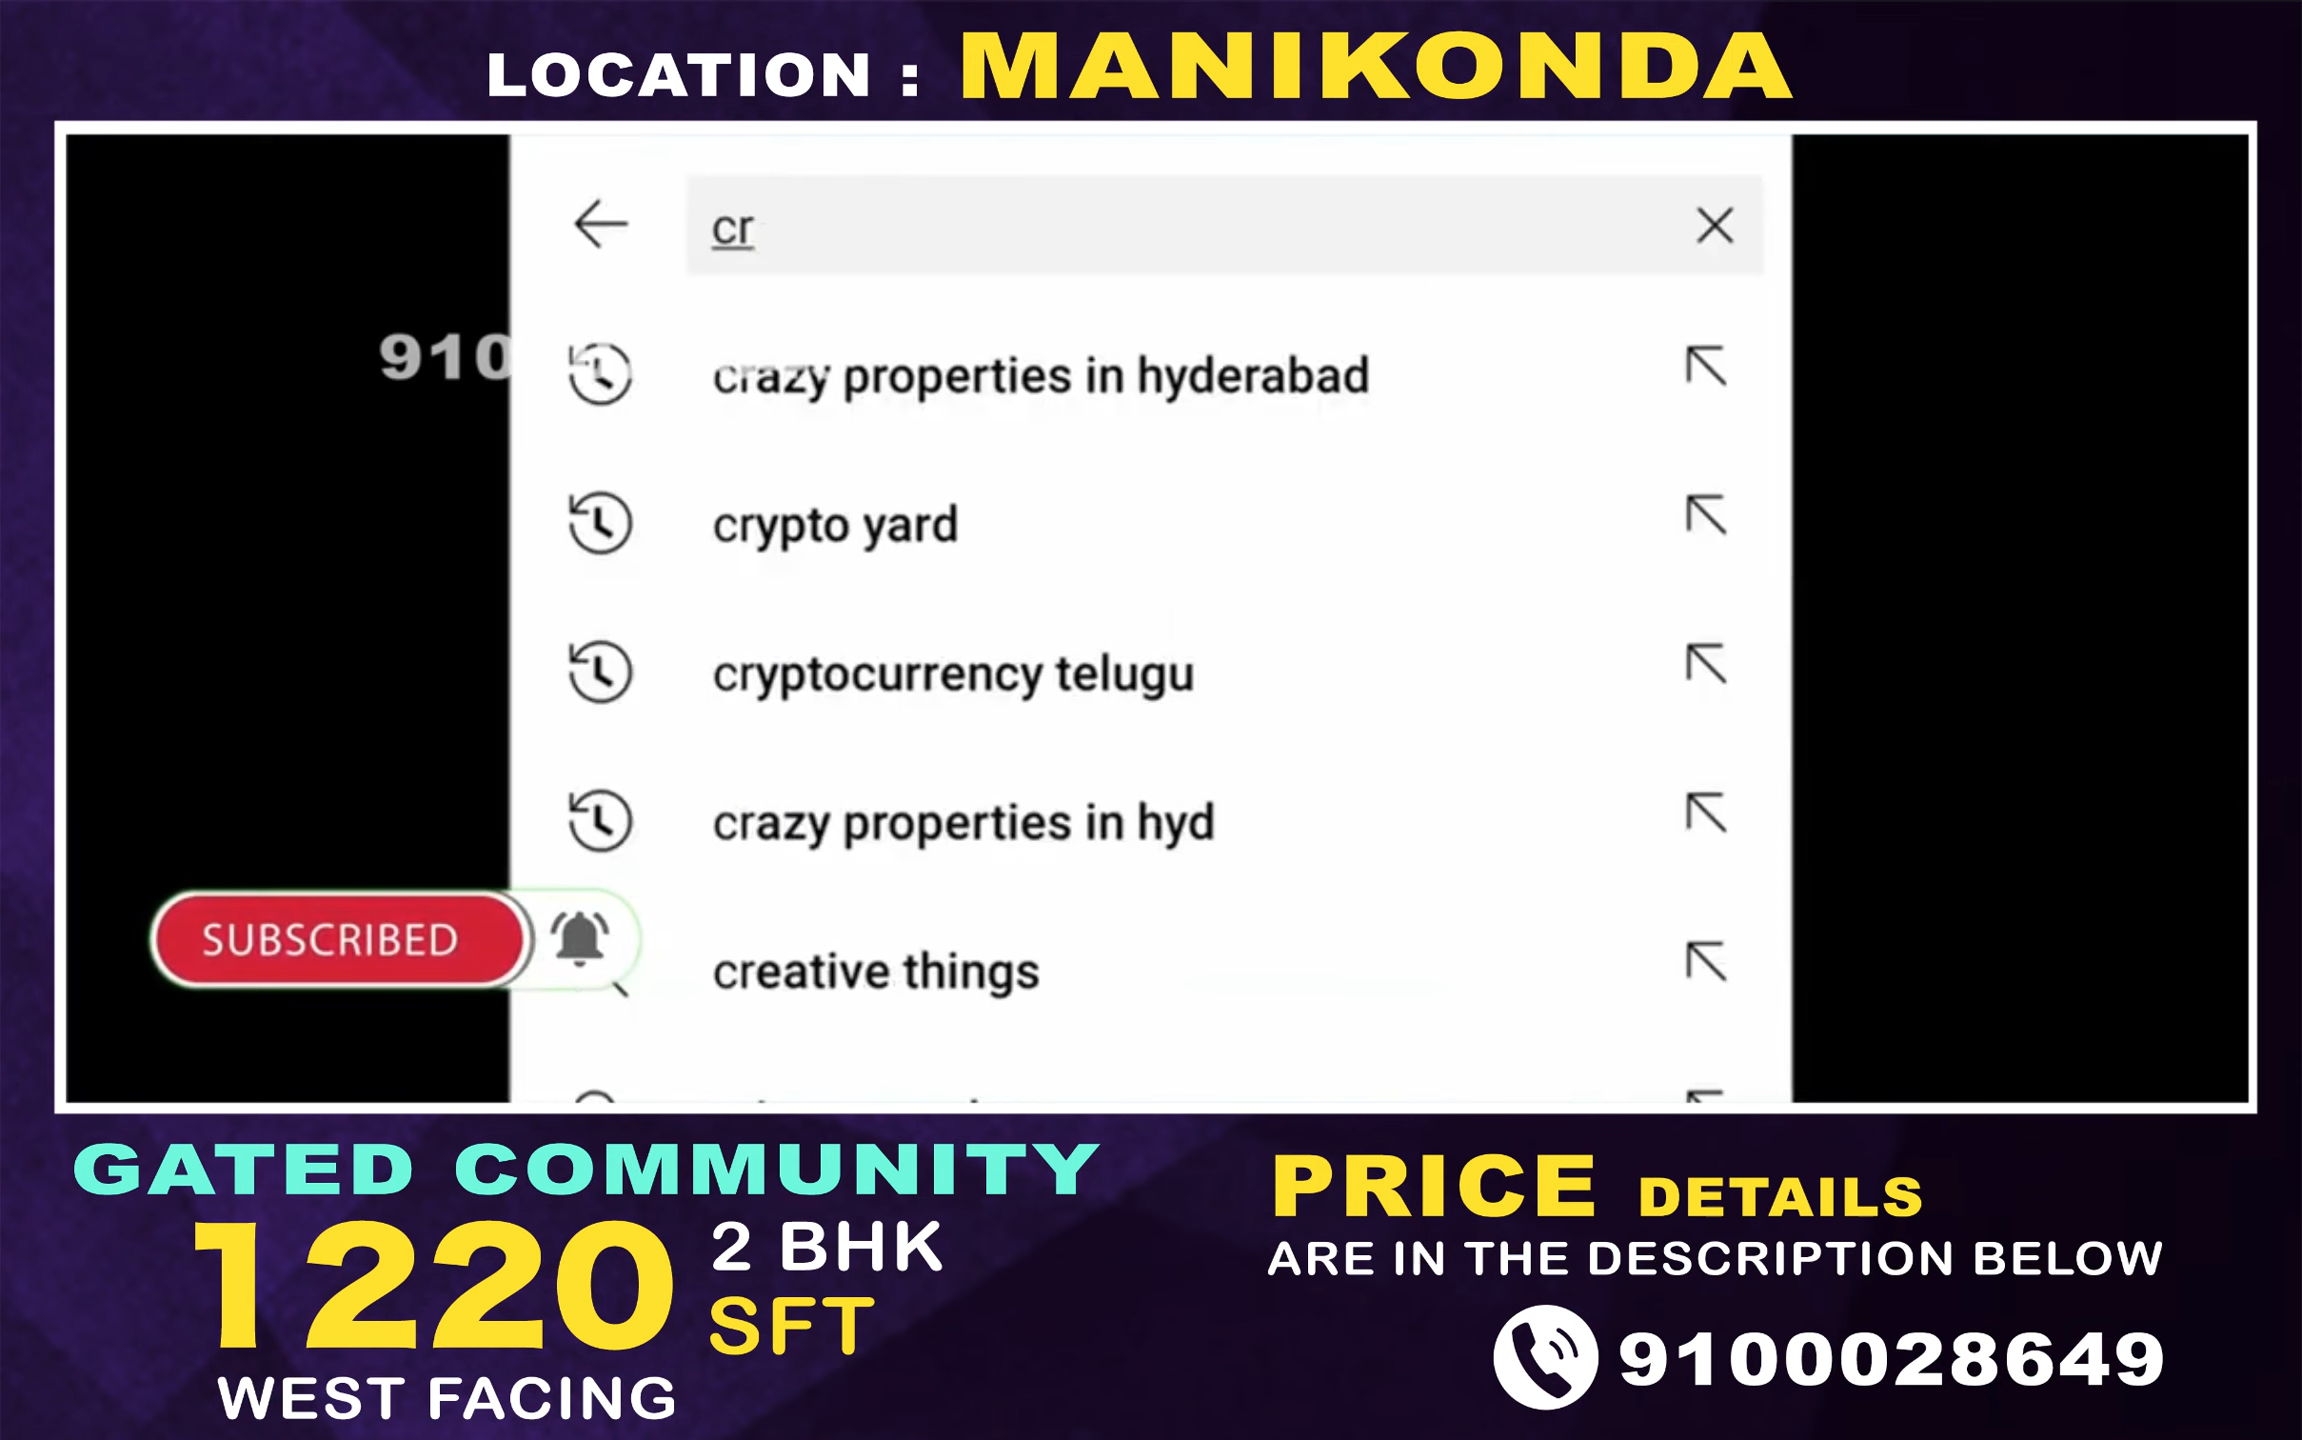 LOCATION : MANIKONDA
cr
910
crazy properties in hyderabad
crypto yard
cryptocurrency telugu
crazy properties in hyd
SUBSCRIBED
creative things
GATED COMMUNITY
1220 2 BHK SFT
WEST FACING
PRICE DETAILS
ARE IN THE DESCRIPTION BELOW
9100028649